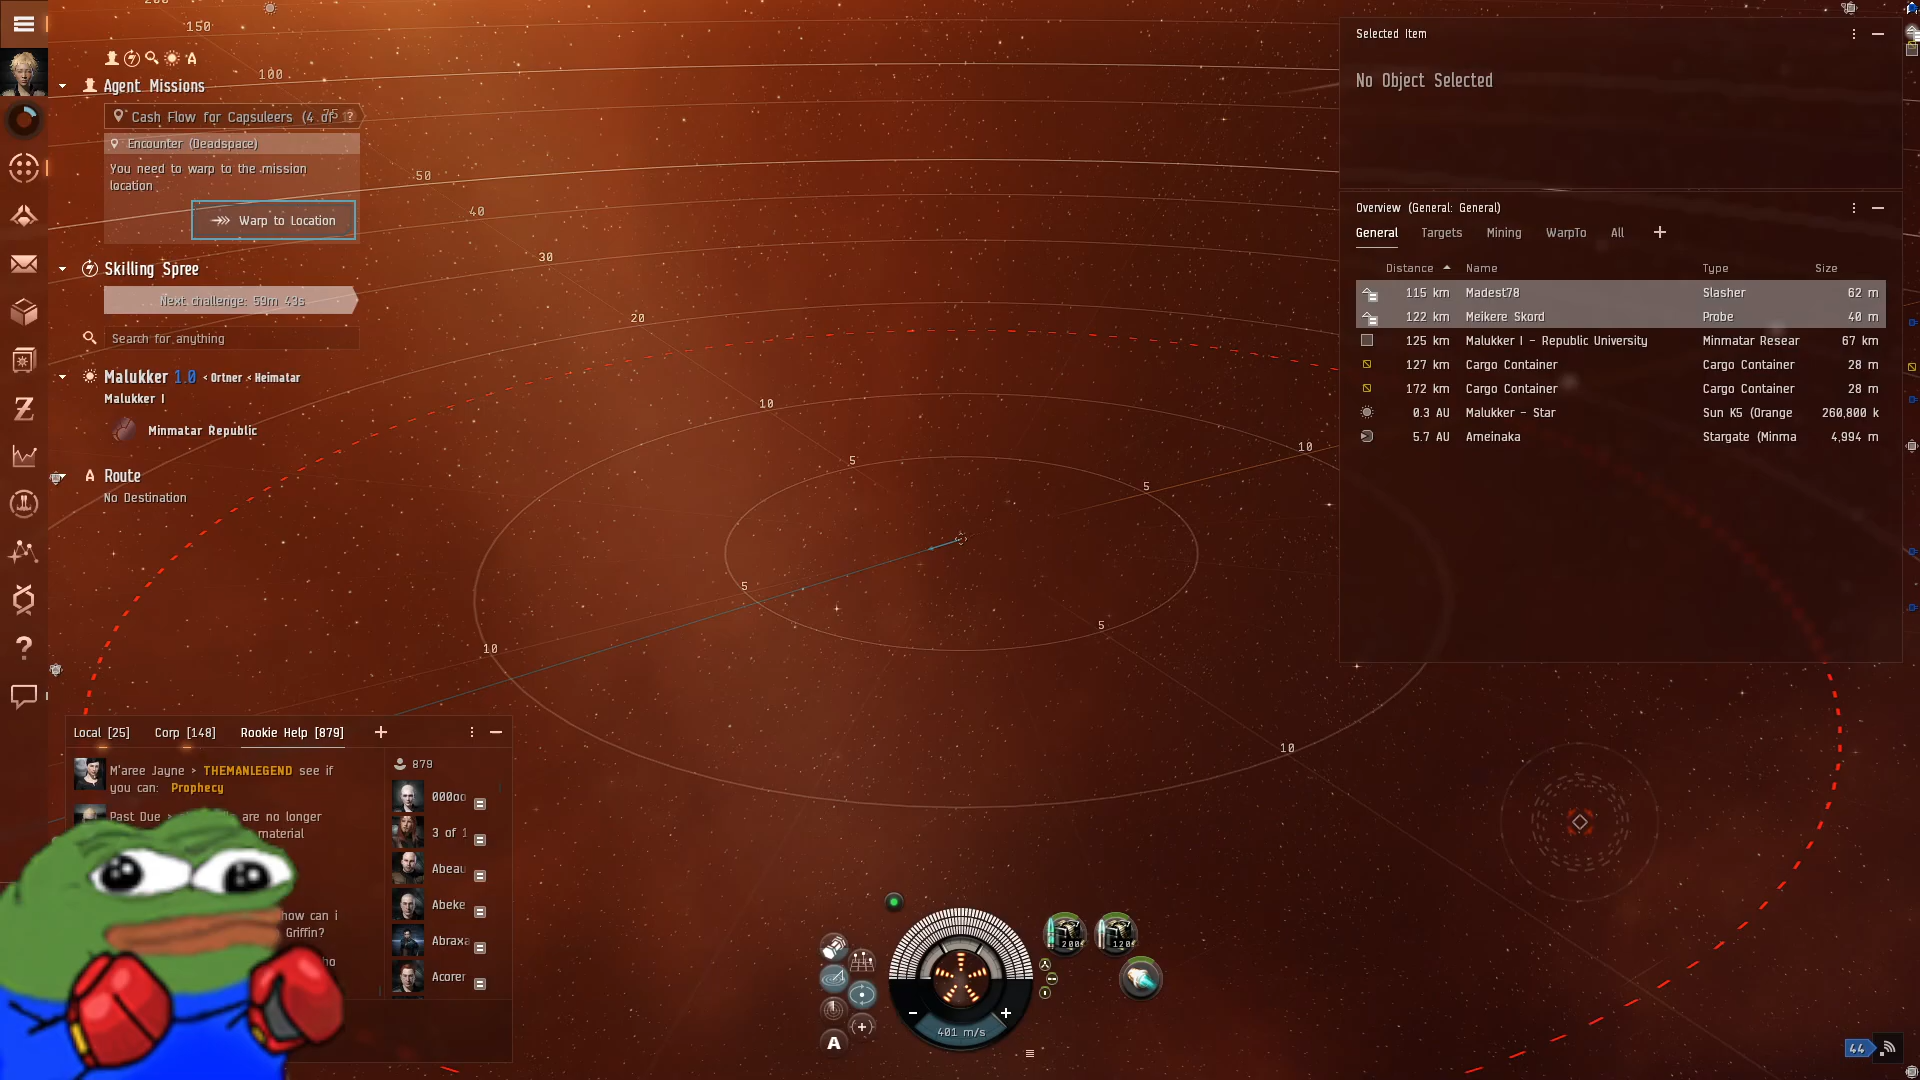 200
150
100
75
50
40
30
20
10
10
5
5
5
5
10
10
Agent Missions
Cash Flow for Capsuleers (4 of
?
Encounter (Deadspace)
You need to warp to the mission
location
Warp to Location
Skilling Spree
Next challenge: 59m 43s
Search for anything
Malukker 1.0 < Ortner < Heimatar
Malukker I
Minmatar Republic
Route
No Destination
Selected Item
No Object Selected
Overview (General: General)
General Targets Mining WarpTo All +
Distance Name Type Size
115 km Madest78 Slasher 62 m
122 km Meikere Skord Probe 40 m
125 km Malukker I - Republic University Minmatar Resear 67 km
127 km Cargo Container Cargo Container 28 m
172 km Cargo Container Cargo Container 28 m
0.3 AU Malukker - Star Sun K5 (Orange 260,800 k
5.7 AU Ameinaka Stargate (Minma 4,994 m
Local [25] Corp [148] Rookie Help [879] +
M'aree Jayne > THEMANLEGEND see if
you can: Prophecy
Past Due > are no longer
material
how can i
Griffin?
879
000oo
3 of 1
Abeau
Abeke
Abraxa
Acorer
200
120
401 m/s
A
44